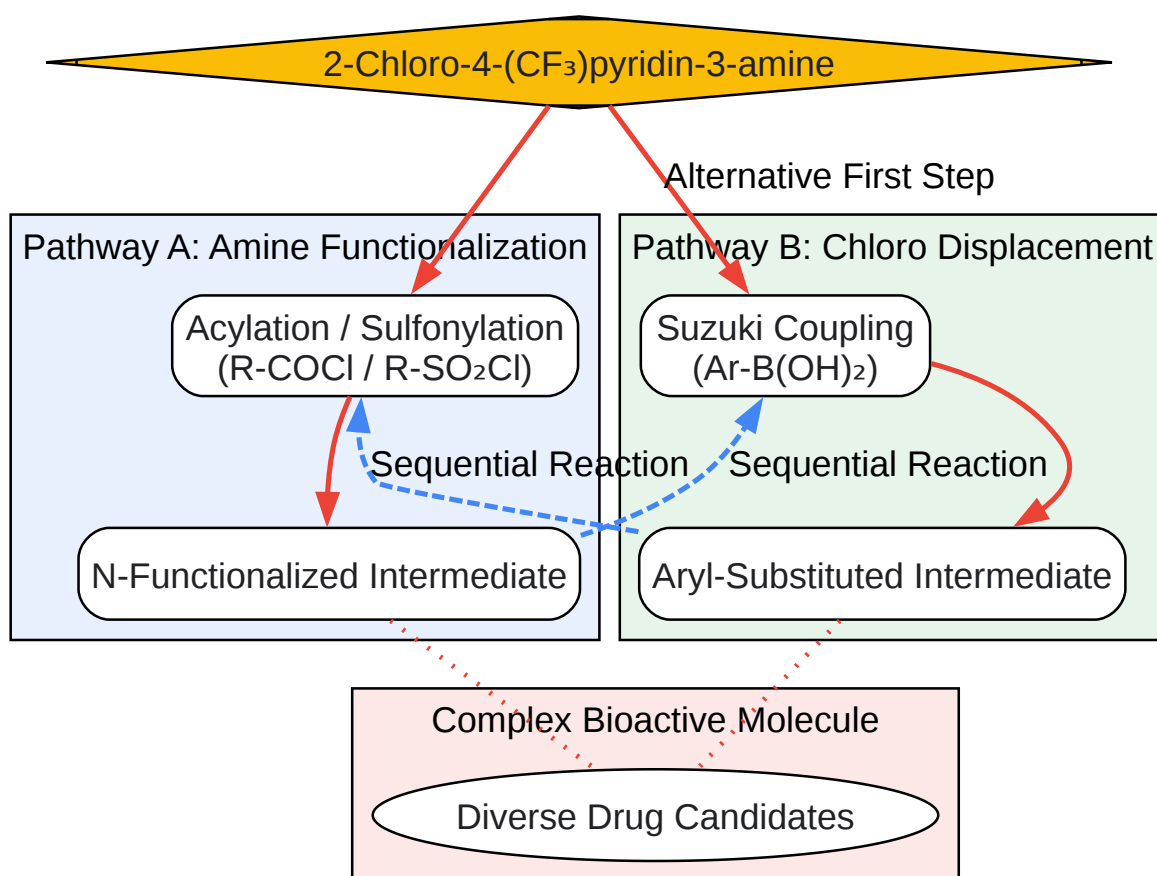 2-Chloro-4-(CF₃)pyridin-3-amine
Alternative First Step
Pathway A: Amine Functionalization
Pathway B: Chloro Displacement
Acylation / Sulfonylation
(R-COCl / R-SO₂Cl)
Suzuki Coupling
(Ar-B(OH)₂)
Sequential Reaction
Sequential Reaction
N-Functionalized Intermediate
Aryl-Substituted Intermediate
Complex Bioactive Molecule
Diverse Drug Candidates